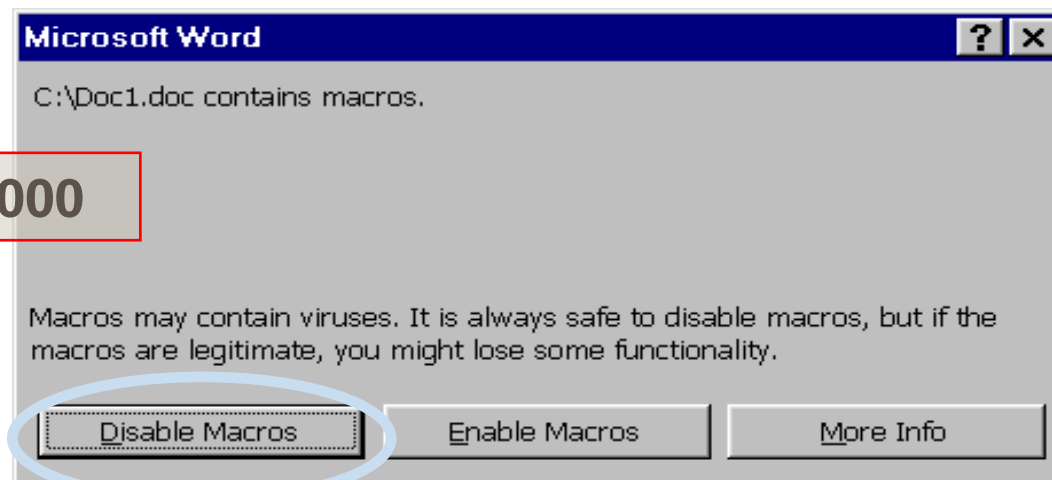 Microsoft Word
C:\Doc1.doc contains macros.
000
Macros may contain viruses. It is always safe to disable macros, but if the
macros are legitimate, you might lose some functionality.
Disable Macros Enable Macros More Info